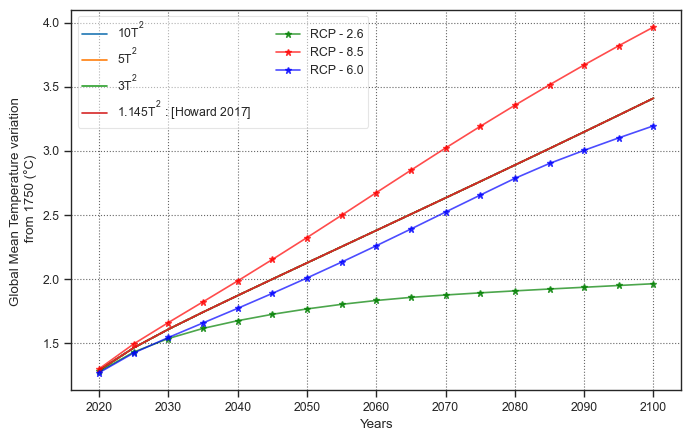 10T²
5T²
3T²
1.145T² : [Howard 2017]
RCP - 2.6
RCP - 8.5
RCP - 6.0
Global Mean Temperature variation
from 1750 (°C)
4.0
3.5
3.0
2.5
2.0
1.5
2020 2030 2040 2050 2060 2070 2080 2090 2100
Years